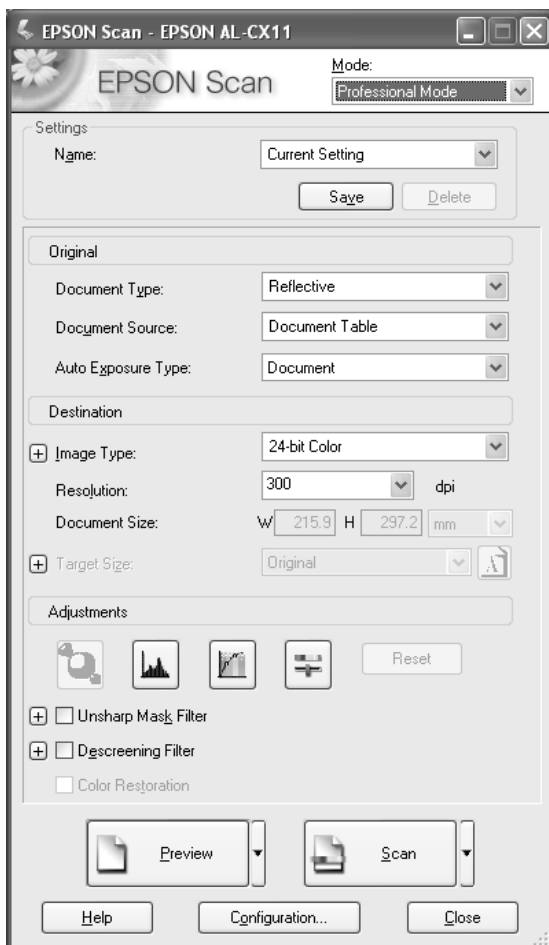 EPSON Scan - EPSON AL-CX11
EPSON Scan
Mode:
Professional Mode
Settings
Name: Current Setting
Save Delete
Original
Document Type: Reflective
Document Source: Document Table
Auto Exposure Type: Document
Destination
Image Type: 24-bit Color
Resolution: 300 dpi
Document Size: W 215.9 H 297.2 mm
Target Size: Original A
Adjustments
Reset
Unsharp Mask Filter
Descreening Filter
Color Restoration
Preview Scan
Help Configuration... Close